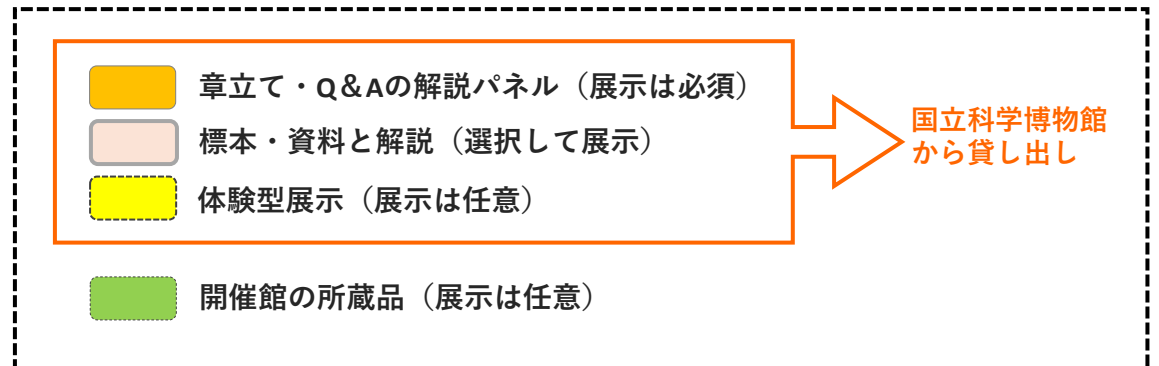 章立て・Q&Aの解説パネル（展示は必須）
標本・資料と解説（選択して展示）
体験型展示（展示は任意）
国立科学博物館
から貸し出し
開催館の所蔵品（展示は任意）